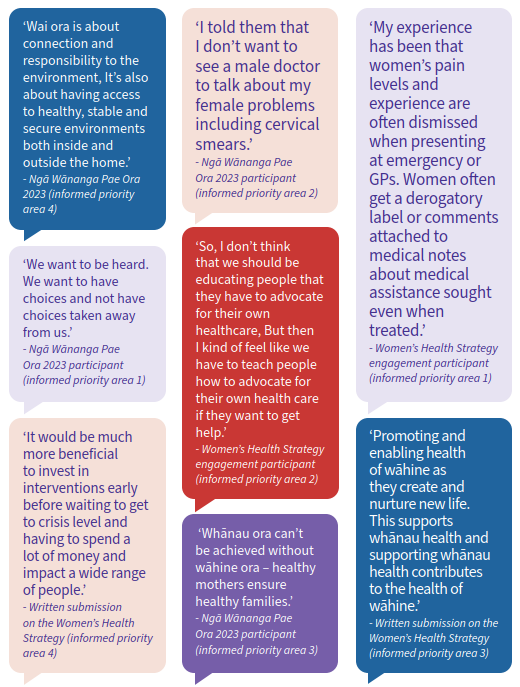 ‘Wai ora is about
connection and
responsibility to the
environment, It’s also
about having access
to healthy, stable and
secure environments
both inside and
outside the home.’
- Ngā Wānanga Pae Ora
2023 (informed priority
area 4)
‘We want to be heard.
We want to have
choices and not have
choices taken away
from us.’
- Ngā Wānanga Pae
Ora 2023 participant
(informed priority area 1)
‘It would be much
more beneficial
to invest in
interventions early
before waiting to get
to crisis level and
having to spend a
lot of money and
impact a wide range
of people.’
- Written submission
on the Women’s Health
Strategy (informed priority
area 4)
‘I told them that
I don’t want to
see a male doctor
to talk about my
female problems
including cervical
smears.’
- Ngā Wānanga Pae
Ora 2023 participant
(informed priority area 2)
‘So, I don’t think
that we should be
educating people that
they have to advocate
for their own
healthcare, But then
I kind of feel like we
have to teach people
how to advocate for
their own health care
if they want to get
help.’
- Women’s Health Strategy
engagement participant
(informed priority area 2)
‘Whānau ora can’t
be achieved without
wāhine ora – healthy
mothers ensure
healthy families.’
- Ngā Wānanga Pae
Ora 2023 participant
(informed priority area 3)
‘My experience
has been that
women’s pain
levels and
experience are
often dismissed
when presenting
at emergency or
GPs. Women often
get a derogatory
label or comments
attached to
medical notes
about medical
assistance sought
even when
treated.’
- Women’s Health Strategy
engagement participant
(informed priority area 1)
‘Promoting and
enabling health
of wāhine as
they create and
nurture new life.
This supports
whānau health and
supporting whānau
health contributes
to the health of
wāhine.’
- Written submission on the
Women’s Health Strategy
(informed priority area 3)